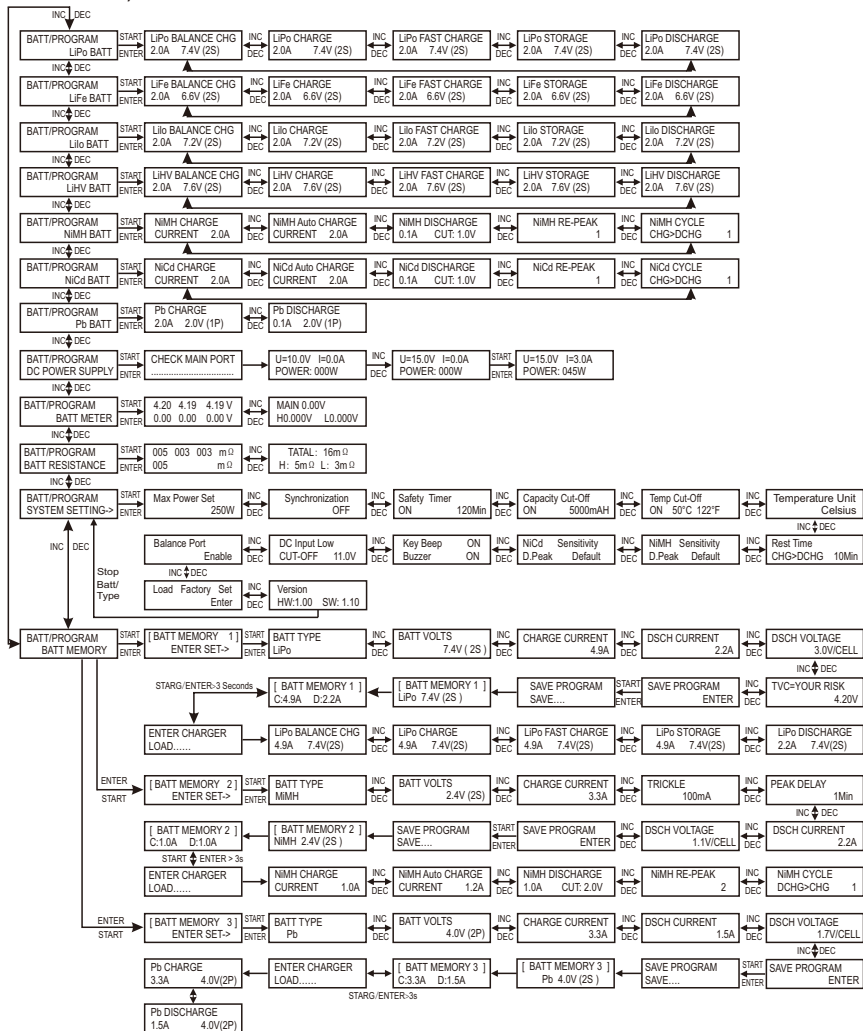 INC DEC
BATT/PROGRAM
LiPo BATT
START
ENTER
LiPo BALANCE CHG
2.0A 7.4V (2S)
INC
DEC
LiPo CHARGE
2.0A 7.4V (2S)
INC
DEC
LiPo FAST CHARGE
2.0A 7.4V (2S)
INC
DEC
LiPo STORAGE
2.0A 7.4V (2S)
INC
DEC
LiPo DISCHARGE
2.0A 7.4V (2S)
INC DEC
BATT/PROGRAM
LiFe BATT
START
ENTER
LiFe BALANCE CHG
2.0A 6.6V (2S)
INC
DEC
LiFe CHARGE
2.0A 6.6V (2S)
INC
DEC
LiFe FAST CHARGE
2.0A 6.6V (2S)
INC
DEC
LiFe STORAGE
2.0A 6.6V (2S)
INC
DEC
LiFe DISCHARGE
2.0A 6.6V (2S)
INC DEC
BATT/PROGRAM
LiIo BATT
START
ENTER
LiIo BALANCE CHG
2.0A 7.2V (2S)
INC
DEC
LiIo CHARGE
2.0A 7.2V (2S)
INC
DEC
LiIo FAST CHARGE
2.0A 7.2V (2S)
INC
DEC
LiIo STORAGE
2.0A 7.2V (2S)
INC
DEC
LiIo DISCHARGE
2.0A 7.2V (2S)
INC DEC
BATT/PROGRAM
LiHV BATT
START
ENTER
LiHV BALANCE CHG
2.0A 7.6V (2S)
INC
DEC
LiHV CHARGE
2.0A 7.6V (2S)
INC
DEC
LiHV FAST CHARGE
2.0A 7.6V (2S)
INC
DEC
LiHV STORAGE
2.0A 7.6V (2S)
INC
DEC
LiHV DISCHARGE
2.0A 7.6V (2S)
INC DEC
BATT/PROGRAM
NiMH BATT
START
ENTER
NiMH CHARGE
CURRENT 2.0A
INC
DEC
NiMH Auto CHARGE
CURRENT 2.0A
INC
DEC
NiMH DISCHARGE
0.1A CUT: 1.0V
INC
DEC
NiMH RE-PEAK
1
INC
DEC
NiMH CYCLE
CHG>DCHG 1
INC DEC
BATT/PROGRAM
NiCd BATT
START
ENTER
NiCd CHARGE
CURRENT 2.0A
INC
DEC
NiCd Auto CHARGE
CURRENT 2.0A
INC
DEC
NiCd DISCHARGE
0.1A CUT: 1.0V
INC
DEC
NiCd RE-PEAK
1
INC
DEC
NiCd CYCLE
CHG>DCHG 1
INC DEC
BATT/PROGRAM
Pb BATT
START
ENTER
Pb CHARGE
2.0A 2.0V (1P)
INC
DEC
Pb DISCHARGE
0.1A 2.0V (1P)
INC DEC
BATT/PROGRAM
DC POWER SUPPLY
START
ENTER
CHECK MAIN PORT
................................
U=10.0V I=0.0A
POWER: 000W
INC
DEC
U=15.0V I=0.0A
POWER: 000W
START
ENTER
U=15.0V I=3.0A
POWER: 045W
INC DEC
BATT/PROGRAM
BATT METER
START
ENTER
4.20 4.19 4.19 V
0.00 0.00 0.00 V
INC
DEC
MAIN 0.00V
H0.000V L0.000V
INC DEC
BATT/PROGRAM
BATT RESISTANCE
START
ENTER
005 003 003 mΩ
005 mΩ
INC
DEC
TATAL: 16mΩ
H: 5mΩ L: 3mΩ
INC DEC
BATT/PROGRAM
SYSTEM SETTING->
START
ENTER
Max Power Set
250W
INC
DEC
Synchronization
OFF
INC
DEC
Safety Timer
ON 120Min
INC
DEC
Capacity Cut-Off
ON 5000mAH
INC
DEC
Temp Cut-Off
ON 50°C 122°F
INC
DEC
Temperature Unit
Celsius
INC DEC
INC DEC
Stop
Batt/
Type
Balance Port
Enable
INC
DEC
DC Input Low
CUT-OFF 11.0V
INC
DEC
Key Beep ON
Buzzer ON
INC
DEC
NiCd Sensitivity
D.Peak Default
INC
DEC
NiMH Sensitivity
D.Peak Default
INC
DEC
Rest Time
CHG>DCHG 10Min
INC DEC
Load Factory Set
Enter
INC
DEC
Version
HW:1.00 SW: 1.10
BATT/PROGRAM
BATT MEMORY
START
ENTER
[ BATT MEMORY 1 ]
ENTER SET->
START
ENTER
BATT TYPE
LiPo
INC
DEC
BATT VOLTS
7.4V ( 2S )
INC
DEC
CHARGE CURRENT
4.9A
INC
DEC
DSCH CURRENT
2.2A
INC
DEC
DSCH VOLTAGE
3.0V/CELL
INC DEC
STARG/ENTER>3 Seconds
[ BATT MEMORY 1 ]
C:4.9A D:2.2A
[ BATT MEMORY 1 ]
LiPo 7.4V (2S )
SAVE PROGRAM
SAVE....
START
ENTER
SAVE PROGRAM
ENTER
INC
DEC
TVC=YOUR RISK
4.20V
ENTER CHARGER
LOAD......
LiPo BALANCE CHG
4.9A 7.4V(2S)
INC
DEC
LiPo CHARGE
4.9A 7.4V(2S)
INC
DEC
LiPo FAST CHARGE
4.9A 7.4V(2S)
INC
DEC
LiPo STORAGE
4.9A 7.4V(2S)
INC
DEC
LiPo DISCHARGE
2.2A 7.4V(2S)
ENTER
START
[ BATT MEMORY 2 ]
ENTER SET->
START
ENTER
BATT TYPE
MiMH
INC
DEC
BATT VOLTS
2.4V (2S)
INC
DEC
CHARGE CURRENT
3.3A
INC
DEC
TRICKLE
100mA
INC
DEC
PEAK DELAY
1Min
INC DEC
[ BATT MEMORY 2 ]
C:1.0A D:1.0A
[ BATT MEMORY 2 ]
NiMH 2.4V (2S )
SAVE PROGRAM
SAVE....
START
ENTER
SAVE PROGRAM
ENTER
INC
DEC
DSCH VOLTAGE
1.1V/CELL
INC
DEC
DSCH CURRENT
2.2A
START ENTER > 3s
ENTER CHARGER
LOAD......
NiMH CHARGE
CURRENT 1.0A
INC
DEC
NiMH Auto CHARGE
CURRENT 1.2A
INC
DEC
NiMH DISCHARGE
1.0A CUT: 2.0V
INC
DEC
NiMH RE-PEAK
2
INC
DEC
NiMH CYCLE
DCHG>CHG 1
ENTER
START
[ BATT MEMORY 3 ]
ENTER SET->
START
ENTER
BATT TYPE
Pb
INC
DEC
BATT VOLTS
4.0V (2P)
INC
DEC
CHARGE CURRENT
3.3A
INC
DEC
DSCH CURRENT
1.5A
INC
DEC
DSCH VOLTAGE
1.7V/CELL
INC DEC
Pb CHARGE
3.3A 4.0V(2P)
ENTER CHARGER
LOAD......
[ BATT MEMORY 3 ]
C:3.3A D:1.5A
[ BATT MEMORY 3 ]
Pb 4.0V (2S )
SAVE PROGRAM
SAVE....
START
ENTER
SAVE PROGRAM
ENTER
STARG/ENTER>3s
Pb DISCHARGE
1.5A 4.0V(2P)